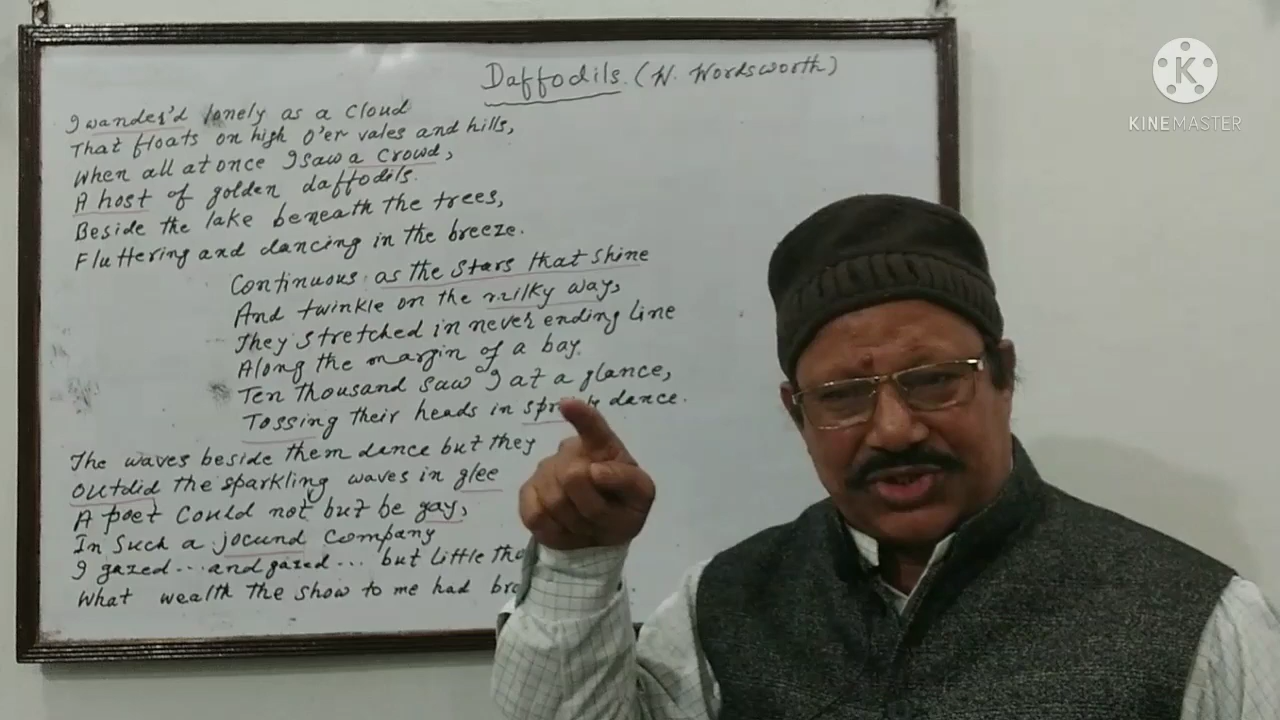 Daffodils. (W. Wordsworth)
I wander'd lonely as a cloud
That floats on high o'er vales and hills,
When all at once I saw a crowd,
A host of golden daffodils.
Beside the lake beneath the trees,
Fluttering and dancing in the breeze.
Continuous as the stars that shine
And twinkle on the milky way,
They stretched in never ending line
Along the margin of a bay.
Ten thousand saw I at a glance,
Tossing their heads in dance.
The waves beside them dance but they
outdid the sparkling waves in glee
A poet could not but be gay,
In such a jocund company
I gazed... and gazed... but little
What wealth the show to me had
K
KINEMASTER